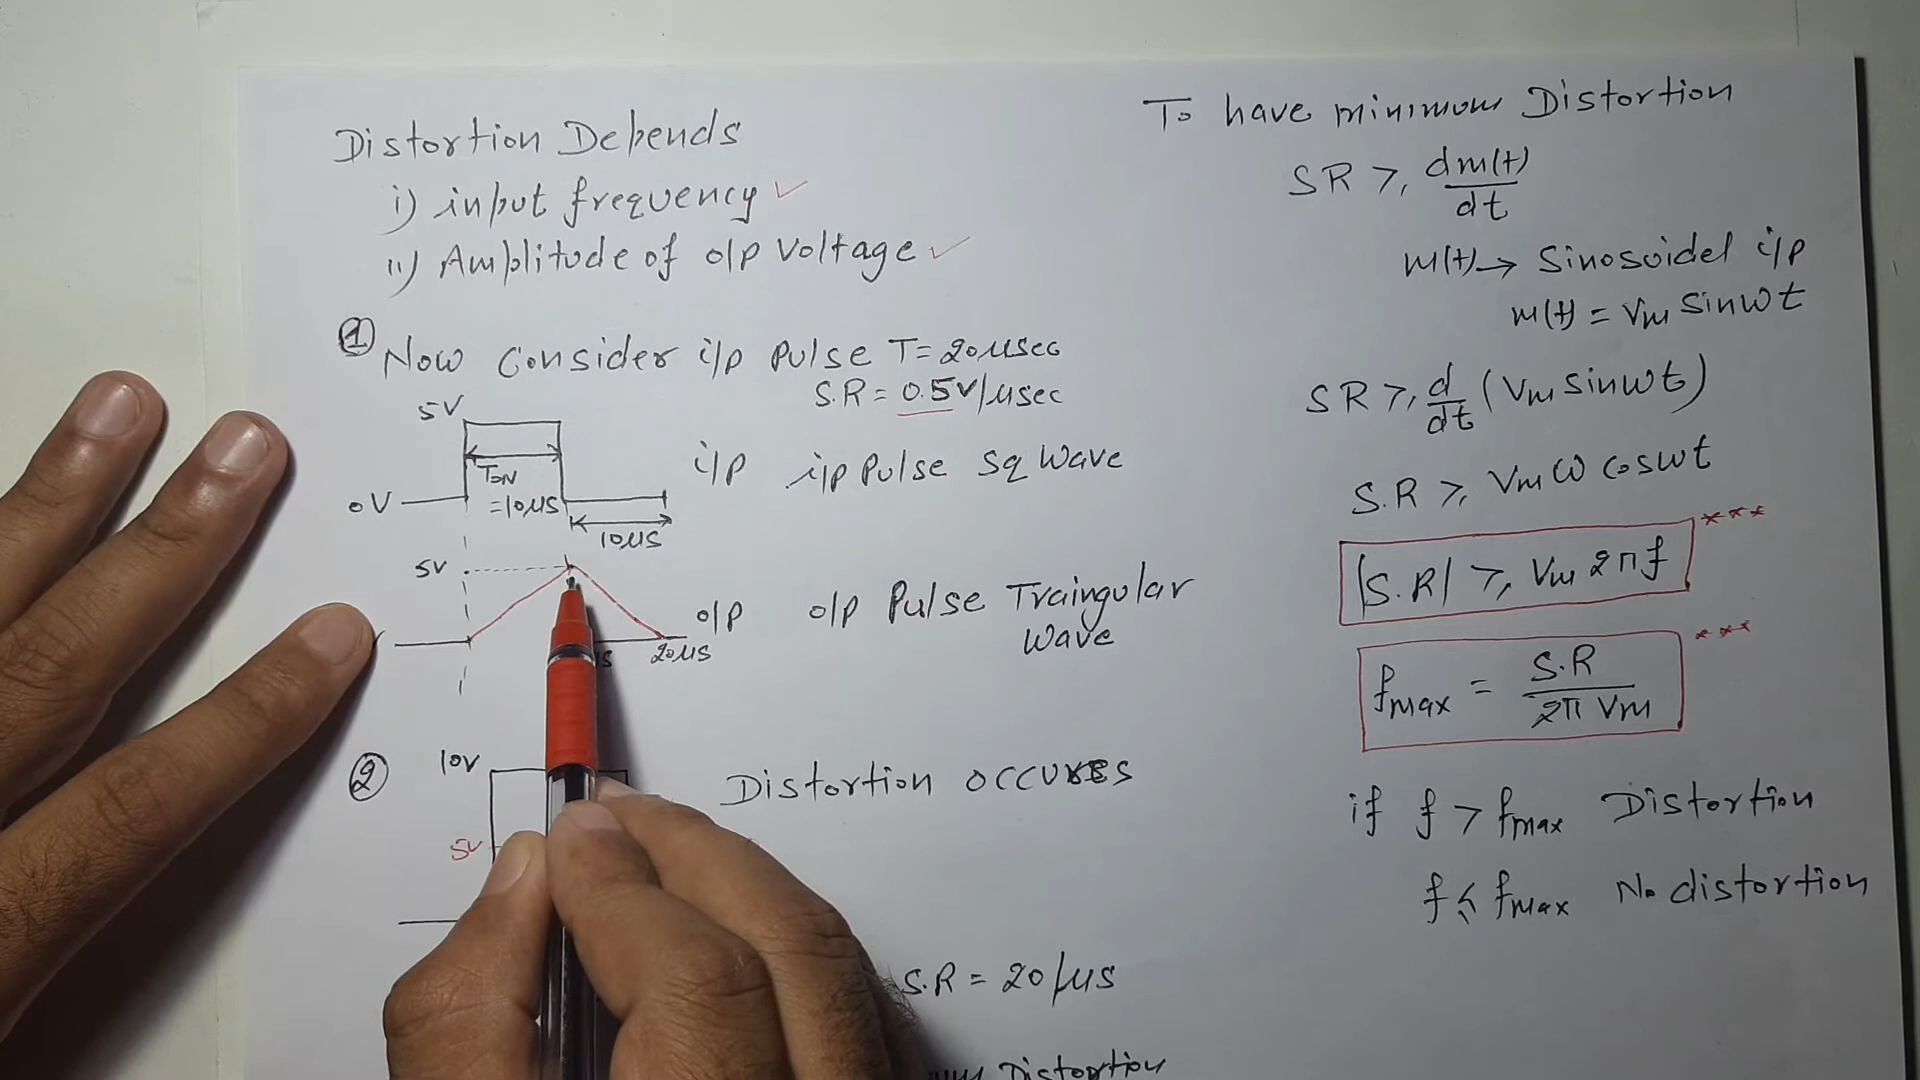 Distortion Depends
i) input frequency ✓
ii) Amplitude of o/p Voltage ✓
① Now Consider i/p Pulse T= 20 μsec
S.R = 0.5V/μsec
5V
TON
=10μs
0V
10μs
i/p i/p Pulse Sq Wave
5V
20μs
o/p o/p Pulse Traingular
Wave
② 10V
Distortion occures
5V
S.R = 20/μs
Distortion
To have minimum Distortion
SR ≥ dm(t)/dt
m(t) → Sinosoidel i/p
m(t) = Vm Sinωt
SR ≥ d/dt (Vm Sinωt)
S.R ≥ Vm ω cosωt
|S.R| ≥ Vm 2πf ***
fmax = S.R / 2π Vm ***
if f > fmax Distortion
f ≤ fmax No distortion